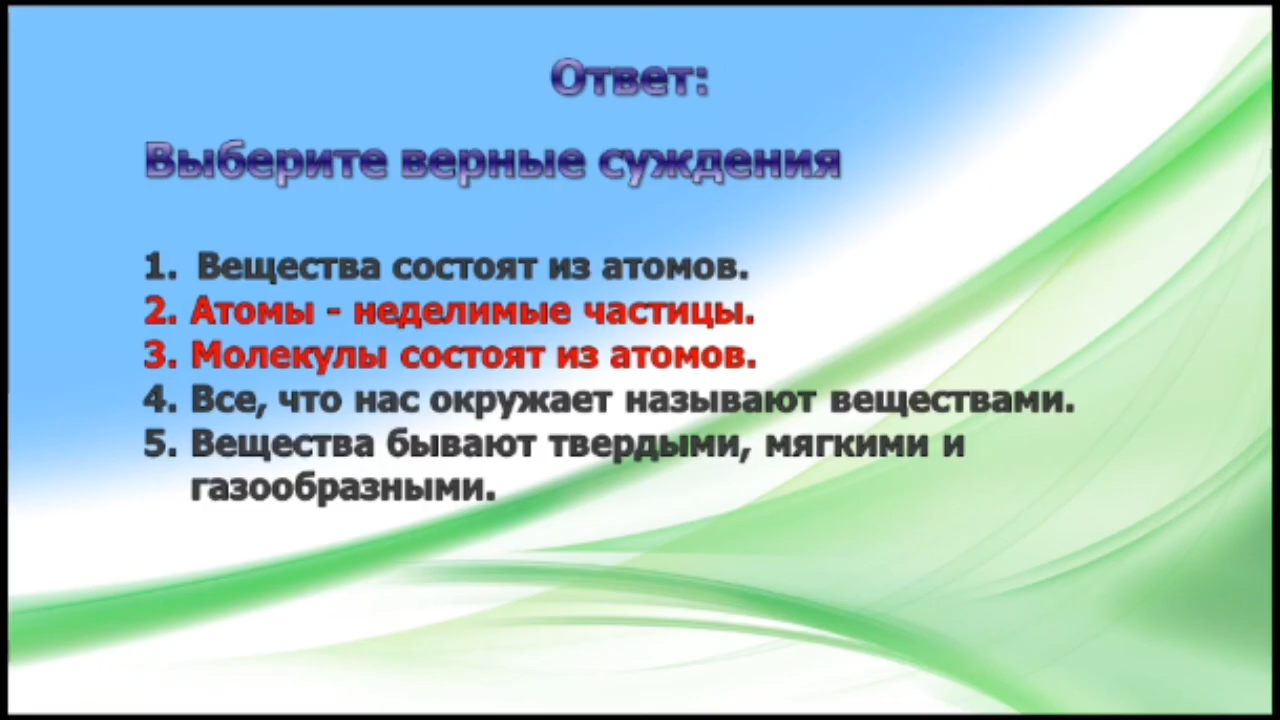 Ответ:
Выберите верные суждения
1. Вещества состоят из атомов.
2. Атомы - неделимые частицы.
3. Молекулы состоят из атомов.
4. Все, что нас окружает называют веществами.
5. Вещества бывают твердыми, мягкими и
газообразными.